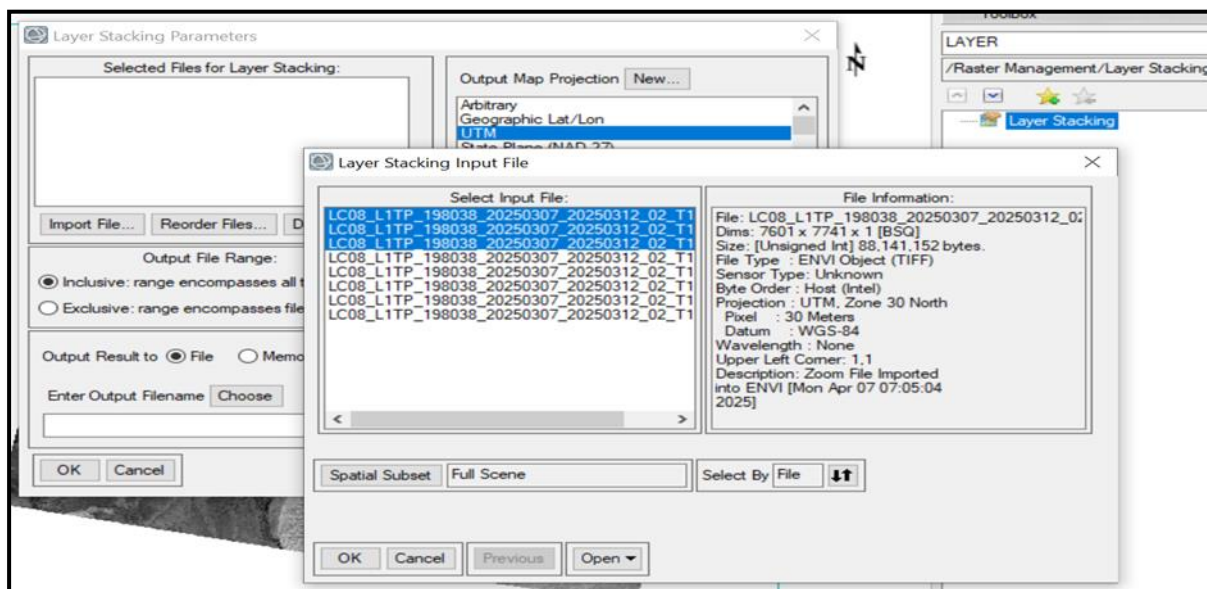 Toolbox
LAYER
/Raster Management/Layer Stacking
Layer Stacking
Layer Stacking Parameters
Selected Files for Layer Stacking:
Import File...
Reorder Files...
D
Output File Range:
Inclusive: range encompasses all t
Exclusive: range encompasses file
Output Result to File Memo
Enter Output Filename Choose
OK Cancel
Output Map Projection New...
Arbitrary
Geographic Lat/Lon
UTM
State Plane (NAD 27)
N
Layer Stacking Input File
Select Input File:
LC08_L1TP_198038_20250307_20250312_02_T1
LC08_L1TP_198038_20250307_20250312_02_T1
LC08_L1TP_198038_20250307_20250312_02_T1
LC08_L1TP_198038_20250307_20250312_02_T1
LC08_L1TP_198038_20250307_20250312_02_T1
LC08_L1TP_198038_20250307_20250312_02_T1
LC08_L1TP_198038_20250307_20250312_02_T1
LC08_L1TP_198038_20250307_20250312_02_T1
File Information:
File: LC08_L1TP_198038_20250307_20250312_02
Dims: 7601 x 7741 x 1 [BSQ]
Size: [Unsigned Int] 88,141,152 bytes.
File Type : ENVI Object (TIFF)
Sensor Type: Unknown
Byte Order : Host (Intel)
Projection : UTM, Zone 30 North
Pixel : 30 Meters
Datum : WGS-84
Wavelength : None
Upper Left Corner: 1,1
Description: Zoom File Imported
into ENVI [Mon Apr 07 07:05:04
2025]
Spatial Subset Full Scene
Select By File
OK Cancel Previous Open